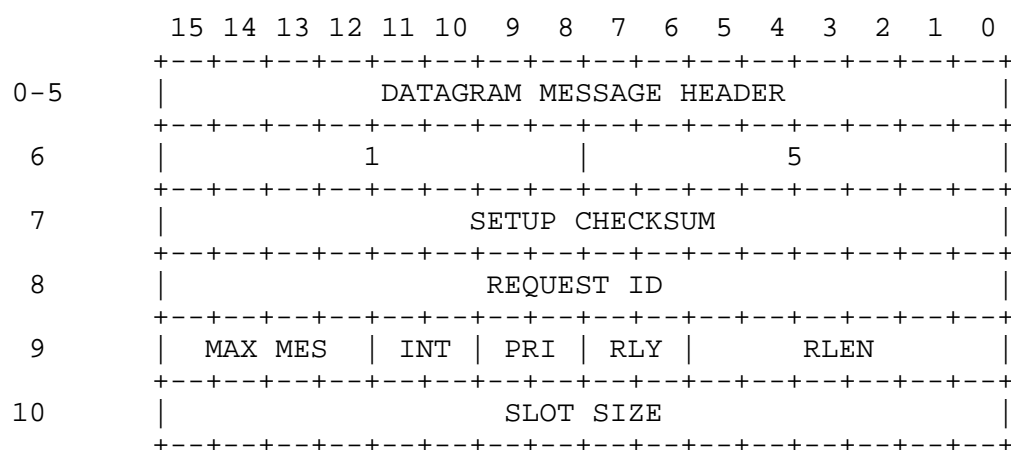 15 14 13 12 11 10 9 8 7 6 5 4 3 2 1 0
+--+--+--+--+--+--+--+--+--+--+--+--+--+--+--+--+
0-5 | DATAGRAM MESSAGE HEADER |
+--+--+--+--+--+--+--+--+--+--+--+--+--+--+--+--+
6 | 1 | 5 |
+--+--+--+--+--+--+--+--+--+--+--+--+--+--+--+--+
7 | SETUP CHECKSUM |
+--+--+--+--+--+--+--+--+--+--+--+--+--+--+--+--+
8 | REQUEST ID |
+--+--+--+--+--+--+--+--+--+--+--+--+--+--+--+--+
9 | MAX MES | INT | PRI | RLY | RLEN |
+--+--+--+--+--+--+--+--+--+--+--+--+--+--+--+--+
10 | SLOT SIZE |
+--+--+--+--+--+--+--+--+--+--+--+--+--+--+--+--+